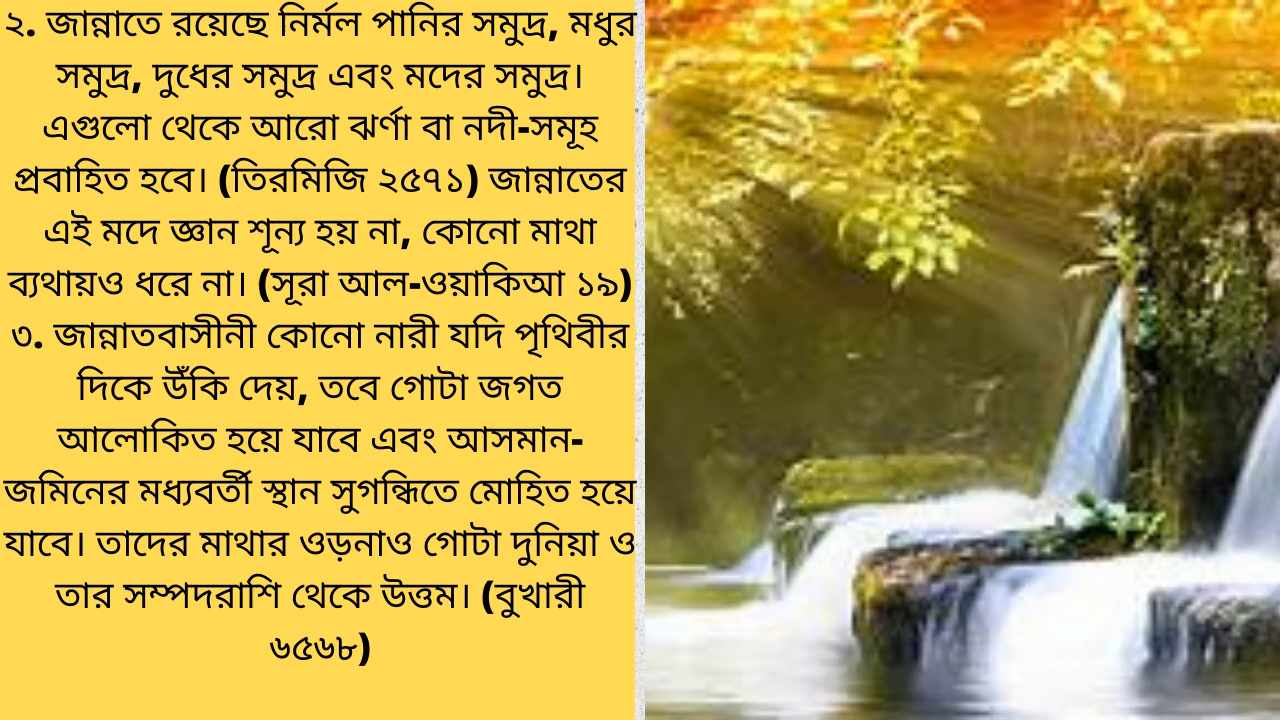 ২. জান্নাতে রয়েছে নির্মল পানির সমুদ্র, মধুর
সমুদ্র, দুধের সমুদ্র এবং মদের সমুদ্র।
এগুলো থেকে আরো ঝর্ণা বা নদী-সমূহ
প্রবাহিত হবে। (তিরমিজি ২৫৭১) জান্নাতের
এই মদে জ্ঞান শূন্য হয় না, কোনো মাথা
ব্যথায়ও ধরে না। (সূরা আল-ওয়াকিআ ১৯)
৩. জান্নাতবাসীনী কোনো নারী যদি পৃথিবীর
দিকে উঁকি দেয়, তবে গোটা জগত
আলোকিত হয়ে যাবে এবং আসমান-
জমিনের মধ্যবর্তী স্থান সুগন্ধিতে মোহিত হয়ে
যাবে। তাদের মাথার ওড়নাও গোটা দুনিয়া ও
তার সম্পদরাশি থেকে উত্তম। (বুখারী
৬৫৬৮)